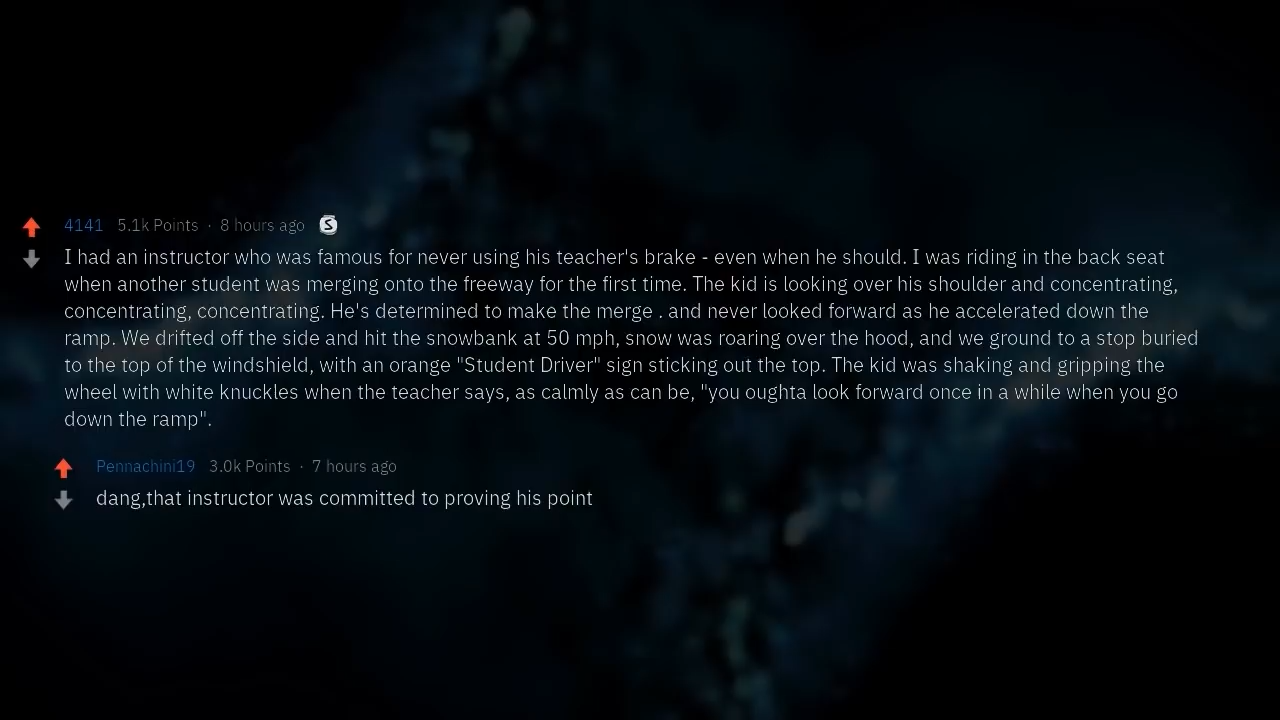 4141 5.1k Points · 8 hours ago S
I had an instructor who was famous for never using his teacher's brake - even when he should. I was riding in the back seat
when another student was merging onto the freeway for the first time. The kid is looking over his shoulder and concentrating,
concentrating, concentrating. He's determined to make the merge . and never looked forward as he accelerated down the
ramp. We drifted off the side and hit the snowbank at 50 mph, snow was roaring over the hood, and we ground to a stop buried
to the top of the windshield, with an orange "Student Driver" sign sticking out the top. The kid was shaking and gripping the
wheel with white knuckles when the teacher says, as calmly as can be, "you oughta look forward once in a while when you go
down the ramp".
Pennachini19 3.0k Points · 7 hours ago
dang,that instructor was committed to proving his point